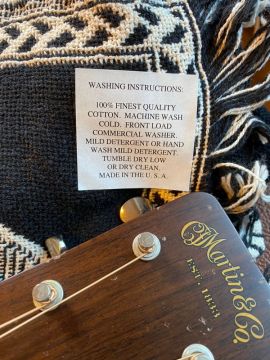 WASHING INSTRUCTIONS:
100% FINEST QUALITY
COTTON. MACHINE WASH
COLD. FRONT LOAD
COMMERCIAL WASHER.
MILD DETERGENT OR HAND
WASH MILD DETERGENT.
TUMBLE DRY LOW
OR DRY CLEAN.
MADE IN THE U. S. A.
CF Martin & Co.
EST. 1833